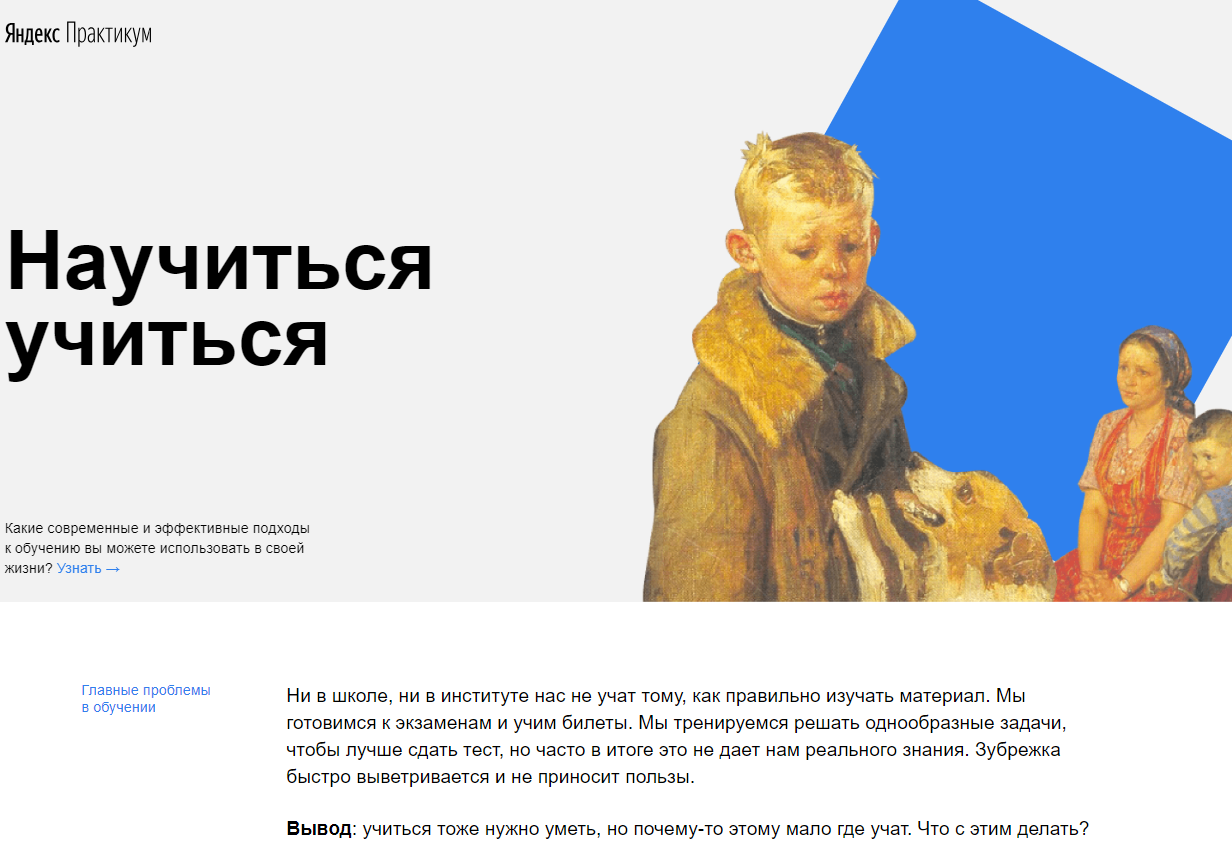 Яндекс Практикум
Научиться
учиться
Какие современные и эффективные подходы
к обучению вы можете использовать в своей
жизни? Узнать →
Главные проблемы
в обучении
Ни в школе, ни в институте нас не учат тому, как правильно изучать материал. Мы
готовимся к экзаменам и учим билеты. Мы тренируемся решать однообразные задачи,
чтобы лучше сдать тест, но часто в итоге это не дает нам реального знания. Зубрежка
быстро выветривается и не приносит пользы.
Вывод: учиться тоже нужно уметь, но почему-то этому мало где учат. Что с этим делать?